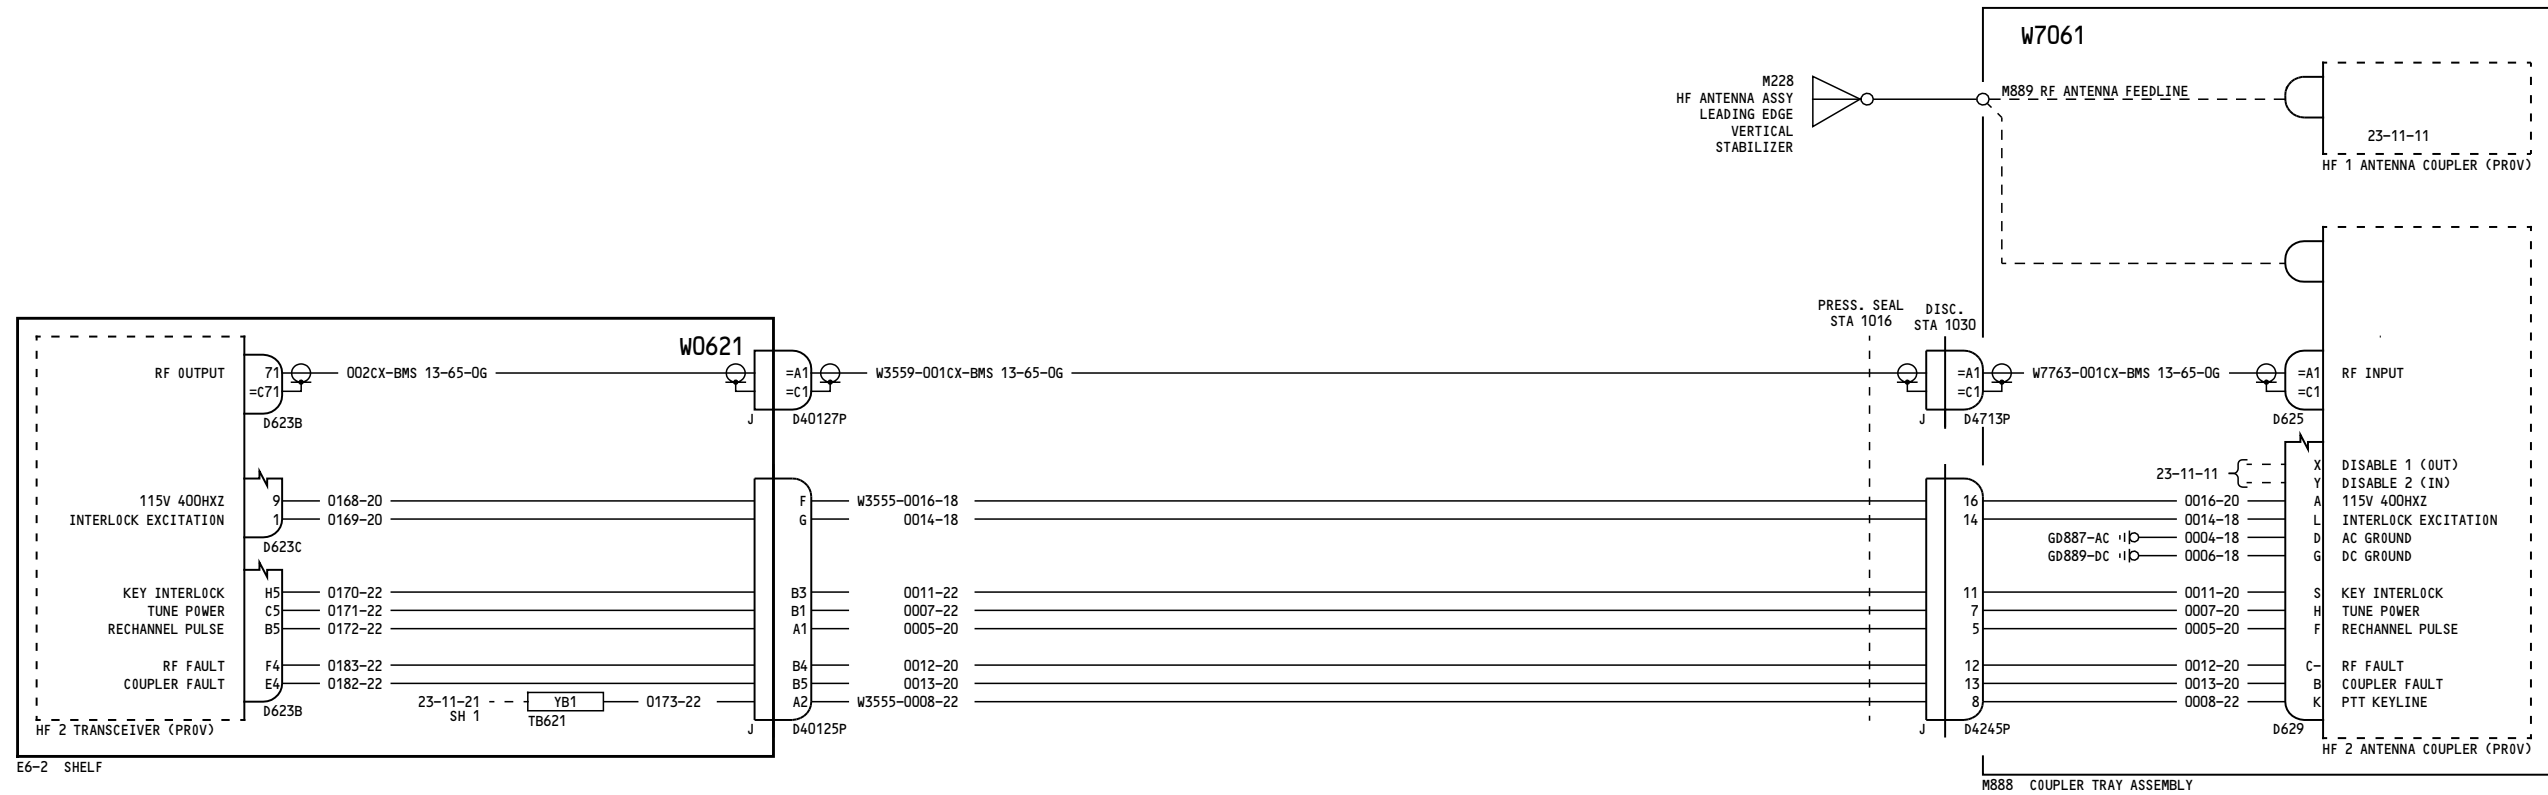 W7061
M228
HF ANTENNA ASSY
LEADING EDGE
VERTICAL
STABILIZER
M889 RF ANTENNA FEEDLINE
23-11-11
HF 1 ANTENNA COUPLER (PROV)
PRESS. SEAL
STA 1016
DISC.
STA 1030
W0621
RF OUTPUT
71
=C71
D623B
002CX-BMS 13-65-0G
=A1
=C1
J
D40127P
W3559-001CX-BMS 13-65-0G
=A1
=C1
J
D4713P
W7763-001CX-BMS 13-65-0G
=A1
=C1
D625
RF INPUT
23-11-11
X DISABLE 1 (OUT)
Y DISABLE 2 (IN)
115V 400HXZ 9 0168-20 F W3555-0016-18 16 0016-20 A 115V 400HXZ
INTERLOCK EXCITATION 1 0169-20 G 0014-18 14 0014-18 L INTERLOCK EXCITATION
D623C
GD887-AC 0004-18 D AC GROUND
GD889-DC 0006-18 G DC GROUND
KEY INTERLOCK H5 0170-22 B3 0011-22 11 0011-20 S KEY INTERLOCK
TUNE POWER C5 0171-22 B1 0007-22 7 0007-20 H TUNE POWER
RECHANNEL PULSE B5 0172-22 A1 0005-20 5 0005-20 F RECHANNEL PULSE
RF FAULT F4 0183-22 B4 0012-20 12 0012-20 C- RF FAULT
COUPLER FAULT E4 0182-22 B5 0013-20 13 0013-20 B COUPLER FAULT
23-11-21 YB1 0173-22 A2 W3555-0008-22 8 0008-22 K PTT KEYLINE
SH 1
TB621
D623B
J
D40125P
J
D4245P
D629
HF 2 TRANSCEIVER (PROV)
HF 2 ANTENNA COUPLER (PROV)
E6-2 SHELF
M888 COUPLER TRAY ASSEMBLY